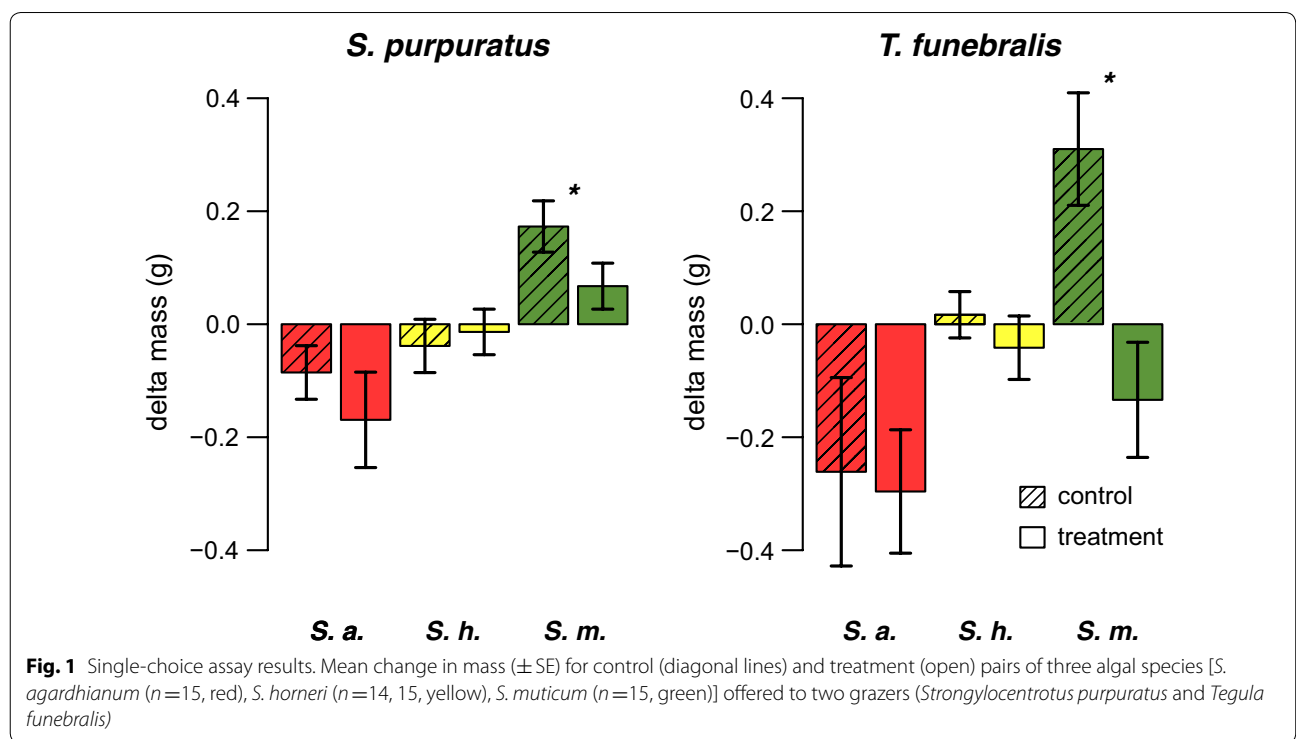 S. purpuratus
T. funebralis
0.4
0.2
0.0
−0.2
−0.4
delta mass (g)
*
S. a. S. h. S. m.
0.4
0.2
0.0
−0.2
−0.4
delta mass (g)
*
control
treatment
S. a. S. h. S. m.
Fig. 1 Single-choice assay results. Mean change in mass (± SE) for control (diagonal lines) and treatment (open) pairs of three algal species [S.
agardhianum (n = 15, red), S. horneri (n = 14, 15, yellow), S. muticum (n = 15, green)] offered to two grazers (Strongylocentrotus purpuratus and Tegula
funebralis)